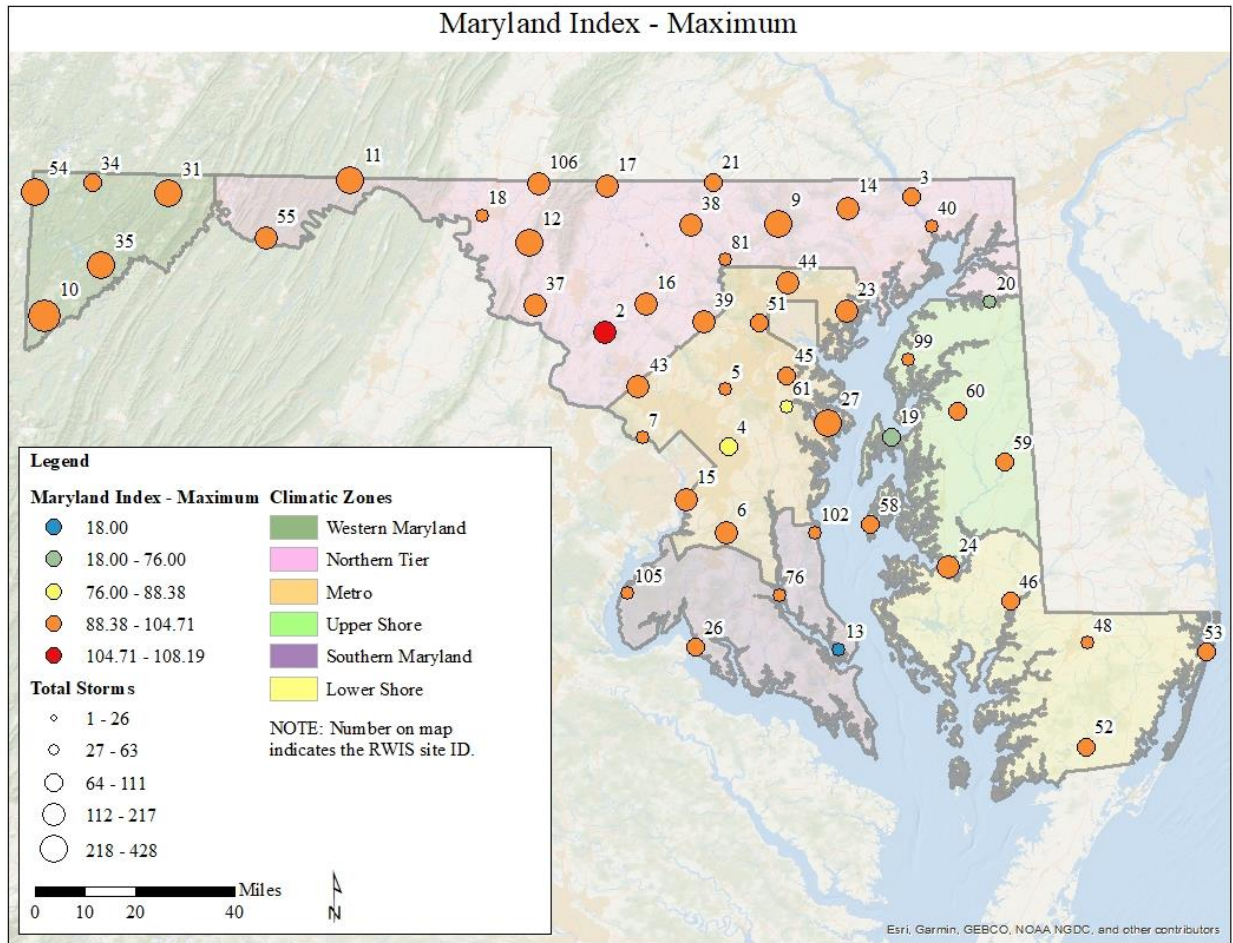 Maryland Index - Maximum
54
34
31
11
106
17
21
3
18
12
38
9
14
40
55
35
81
44
10
37
16
39
51
23
20
2
43
5
45
99
61
27
60
7
4
19
59
15
6
102
58
24
105
76
46
26
13
48
53
52
Legend
Maryland Index - Maximum
18.00
18.00 - 76.00
76.00 - 88.38
88.38 - 104.71
104.71 - 108.19
Total Storms
1 - 26
27 - 63
64 - 111
112 - 217
218 - 428
Climatic Zones
Western Maryland
Northern Tier
Metro
Upper Shore
Southern Maryland
Lower Shore
NOTE: Number on map
indicates the RWIS site ID.
Miles
0 10 20 40
N
Esri, Garmin, GEBCO, NOAA NGDC, and other contributors